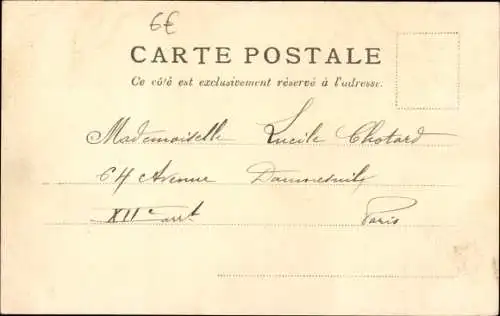 6€
CARTE POSTALE
Ce côté est exclusivement réservé à l'adresse.
Mademoiselle Lucile Chotard
64 Avenue Daumesnil
XIIe arrt Paris